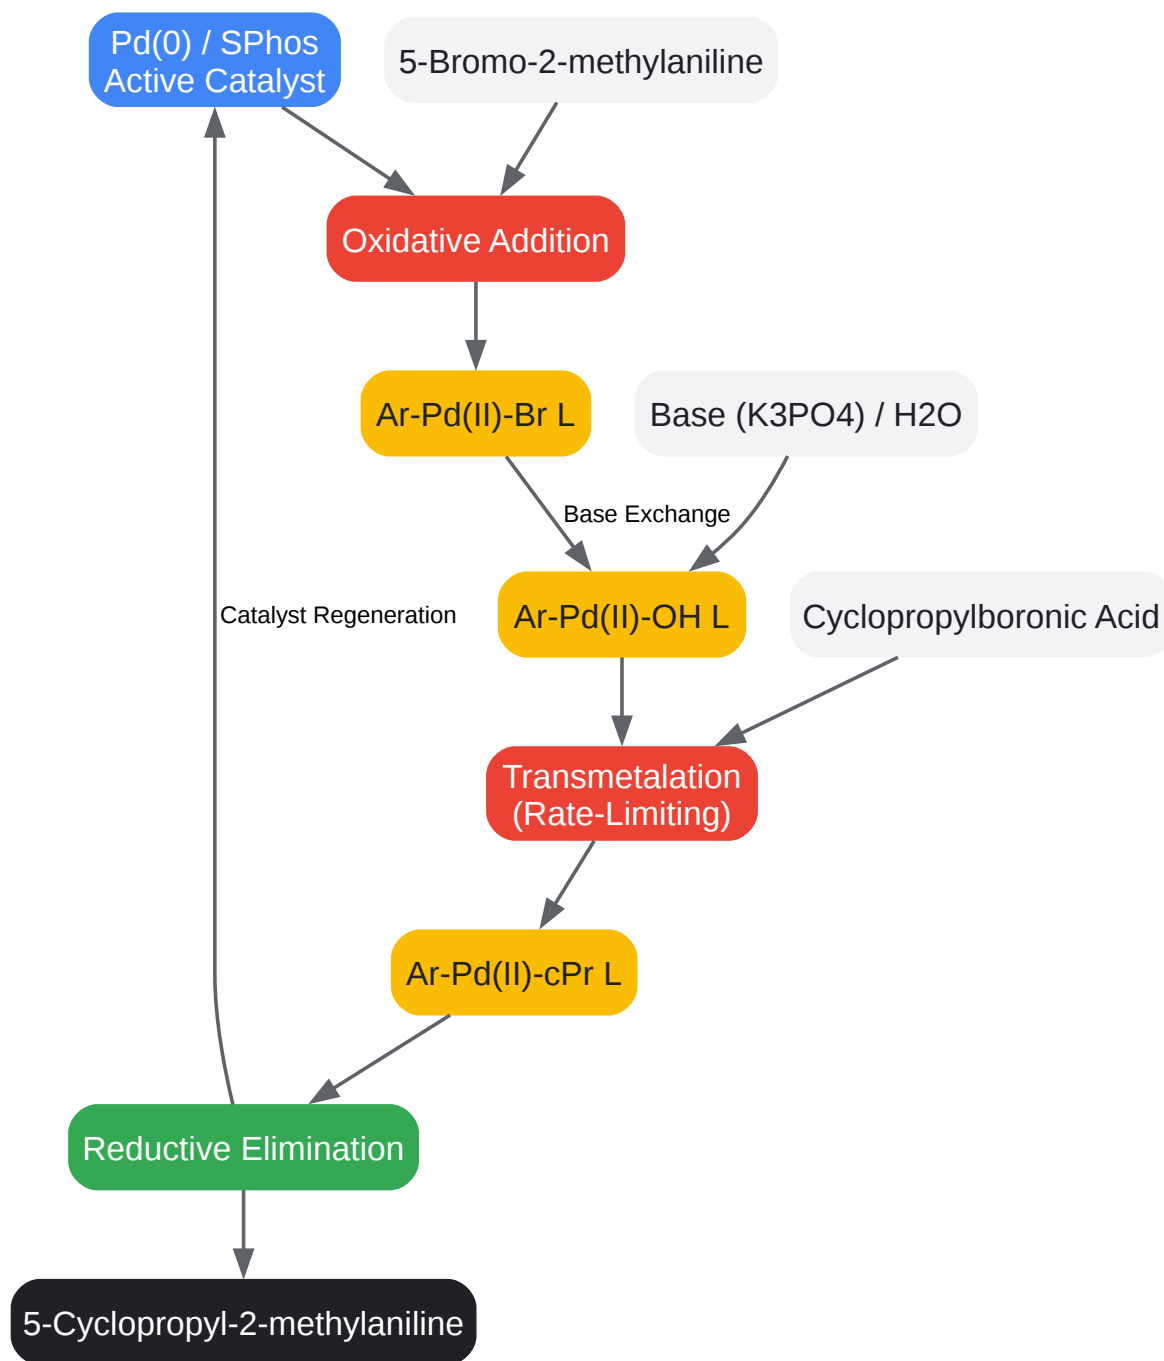 Pd(0) / SPhos
Active Catalyst
5-Bromo-2-methylaniline
Oxidative Addition
Ar-Pd(II)-Br L
Base (K3PO4) / H2O
Base Exchange
Ar-Pd(II)-OH L
Cyclopropylboronic Acid
Catalyst Regeneration
Transmetalation
(Rate-Limiting)
Ar-Pd(II)-cPr L
Reductive Elimination
5-Cyclopropyl-2-methylaniline